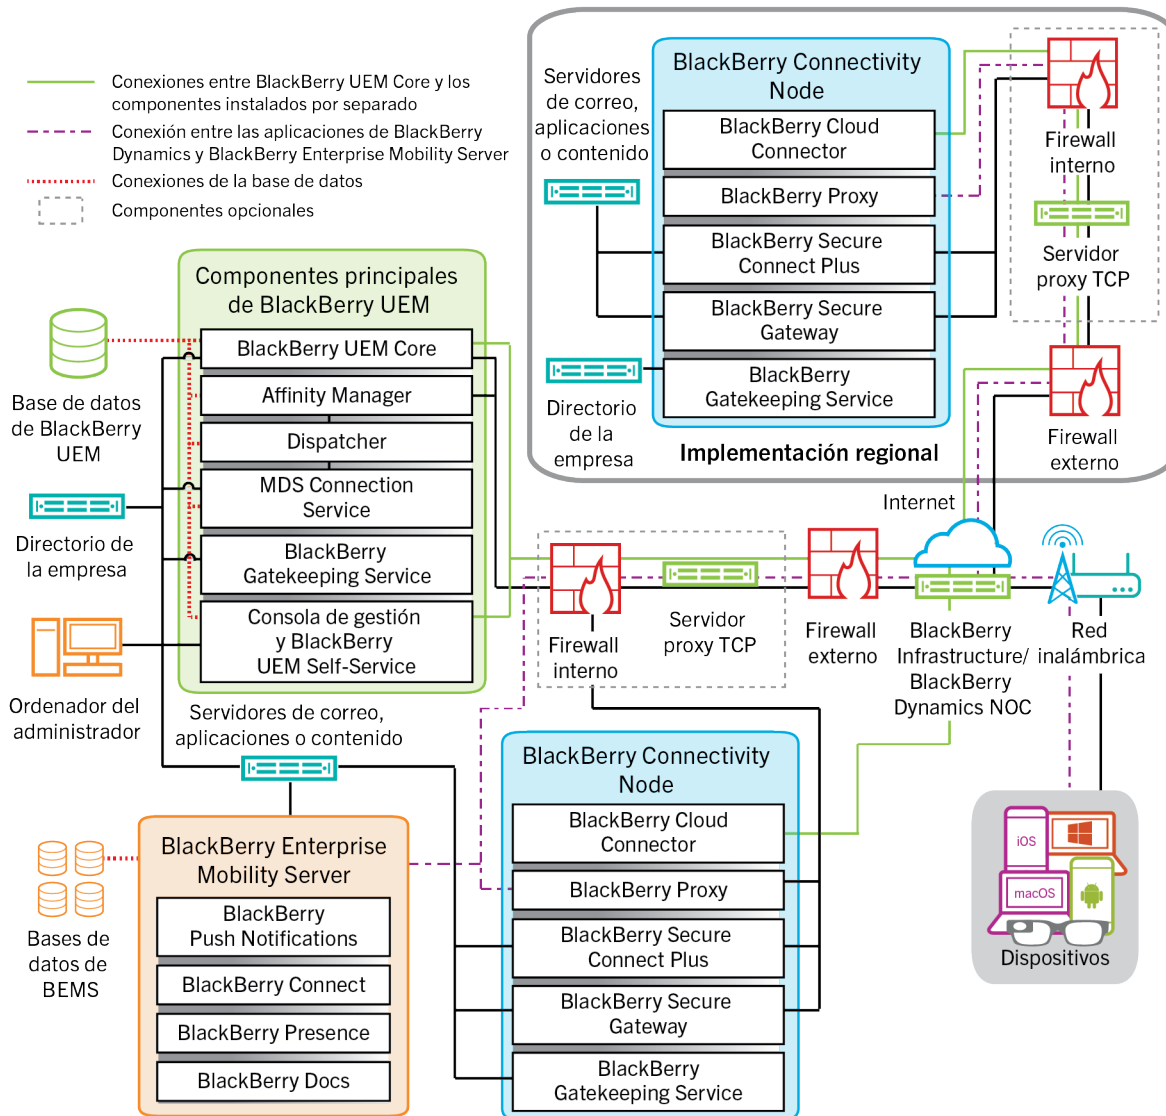 Conexiones entre BlackBerry UEM Core y los
componentes instalados por separado
Conexión entre las aplicaciones de BlackBerry
Dynamics y BlackBerry Enterprise Mobility Server
Conexiones de la base de datos
Componentes opcionales
Servidores
de correo,
aplicaciones
o contenido
BlackBerry Connectivity
Node
BlackBerry Cloud
Connector
BlackBerry Proxy
BlackBerry Secure
Connect Plus
BlackBerry Secure
Gateway
BlackBerry
Gatekeeping Service
Directorio
de la
empresa
Implementación regional
Firewall
interno
Servidor
proxy TCP
Firewall
externo
Componentes principales
de BlackBerry UEM
BlackBerry UEM Core
Affinity Manager
Dispatcher
MDS Connection
Service
BlackBerry
Gatekeeping Service
Consola de gestión
y BlackBerry
UEM Self-Service
Base de datos
de BlackBerry
UEM
Directorio de
la empresa
Ordenador del
administrador
Internet
Firewall
interno
Servidor
proxy TCP
Firewall
externo
BlackBerry
Infrastructure/
BlackBerry
Dynamics NOC
Red
inalámbrica
Servidores de correo,
aplicaciones o contenido
BlackBerry Connectivity
Node
BlackBerry Cloud
Connector
BlackBerry Proxy
BlackBerry Secure
Connect Plus
BlackBerry Secure
Gateway
BlackBerry
Gatekeeping Service
BlackBerry Enterprise
Mobility Server
BlackBerry
Push Notifications
BlackBerry Connect
BlackBerry Presence
BlackBerry Docs
Bases de
datos de
BEMS
iOS
macOS
Dispositivos